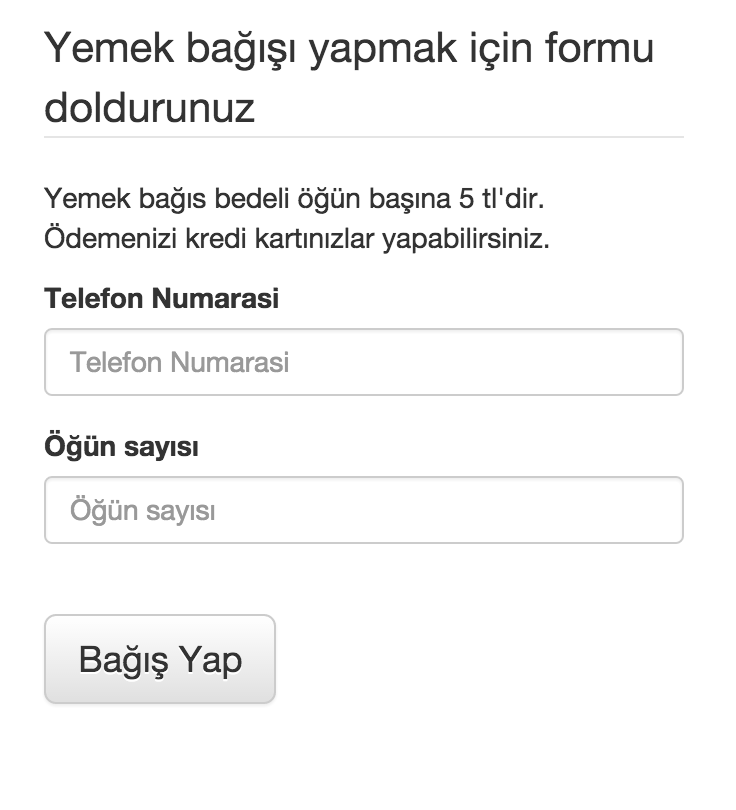 Yemek bağışı yapmak için formu
doldurunuz
Yemek bağıs bedeli öğün başına 5 tl'dir.
Ödemenizi kredi kartınızlar yapabilirsiniz.
Telefon Numarasi
Telefon Numarasi
Öğün sayısı
Öğün sayısı
Bağış Yap